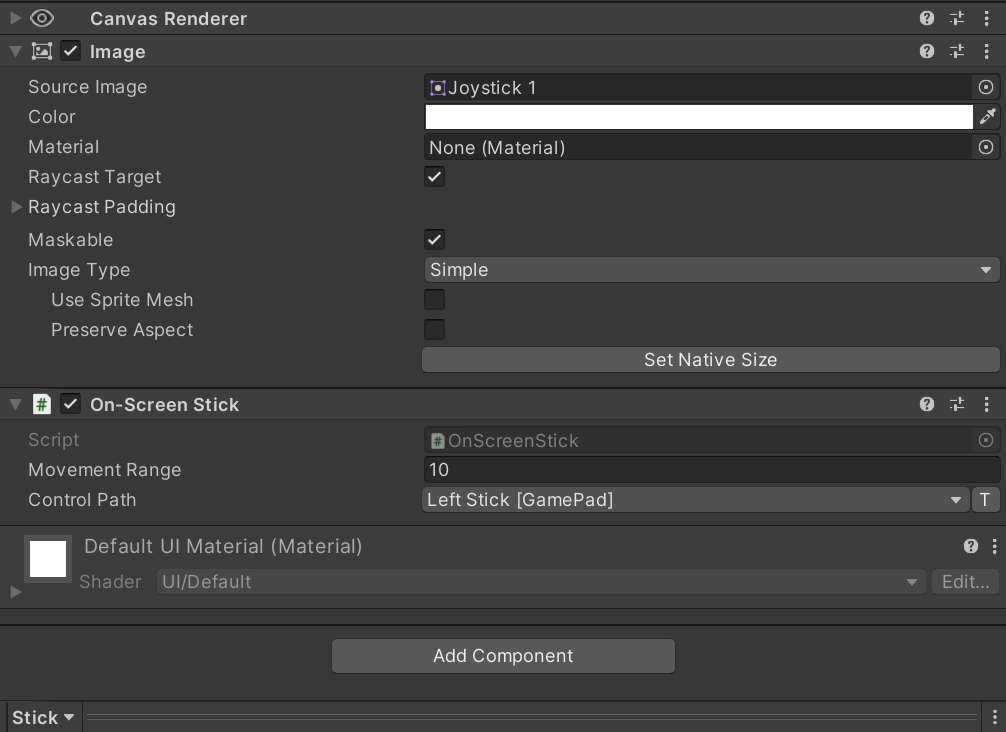 Canvas Renderer
Image
Source Image Joystick 1
Color
Material None (Material)
Raycast Target
Raycast Padding
Maskable
Image Type Simple
Use Sprite Mesh
Preserve Aspect
Set Native Size
# On-Screen Stick
Script # OnScreenStick
Movement Range 10
Control Path Left Stick [GamePad] T
Default UI Material (Material)
Shader UI/Default Edit...
Add Component
Stick